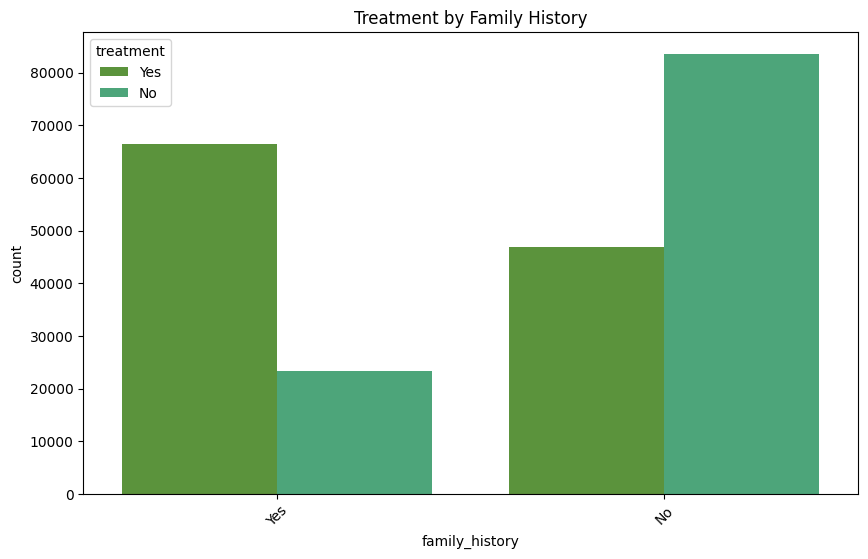 Treatment by Family History
treatment
Yes
No
80000
70000
60000
50000
40000
30000
20000
10000
0
count
Yes
No
family_history